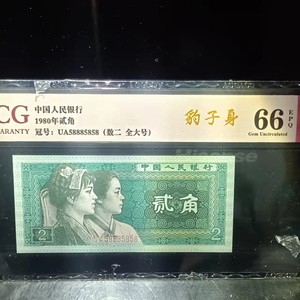 CG
中国人民银行
1980年贰角
WARRANTY
冠号: UA58885858 (数二 全大号)
豹子身
66
EPQ
Gem Uncirculated
中国人民银行
贰角
2
2